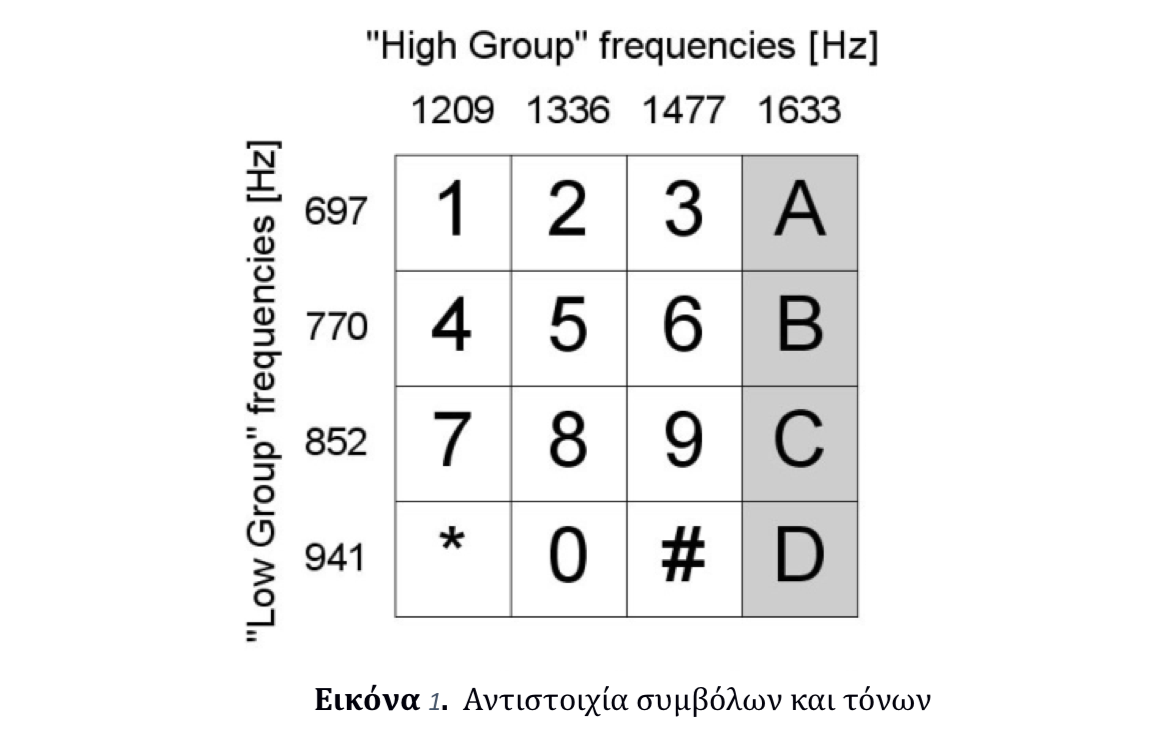 "High Group" frequencies [Hz]
1209 1336 1477 1633
"Low Group" frequencies [Hz]
697 1 2 3 A
770 4 5 6 B
852 7 8 9 C
941 * 0 # D
Εικόνα 1. Αντιστοιχία συμβόλων και τόνων